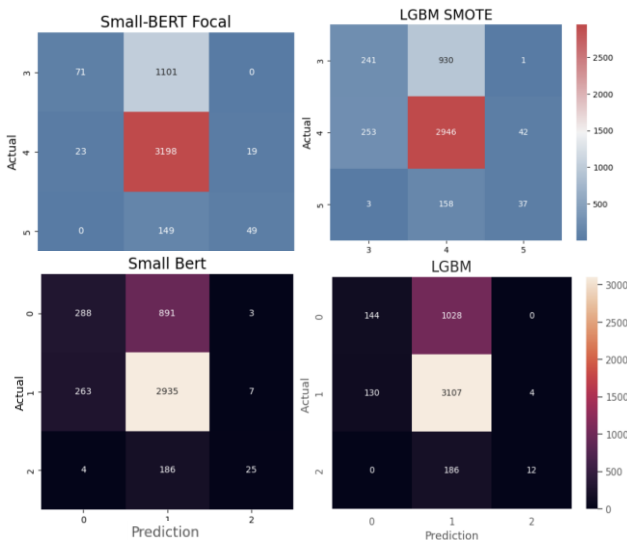 Small-BERT Focal
3
71 1101 0
Actual
4
23 3198 19
5
0 149 49
LGBM SMOTE
3
241 930 1
Actual
4
253 2946 42
5
3 158 37
3 4 5
2500
2000
1500
1000
500
Small Bert
0
288 891 3
Actual
1
263 2935 7
2
4 186 25
0 1 2
Prediction
LGBM
0
144 1028 0
Actual
1
130 3107 4
2
0 186 12
0 1 2
Prediction
3000
2500
2000
1500
1000
500
0